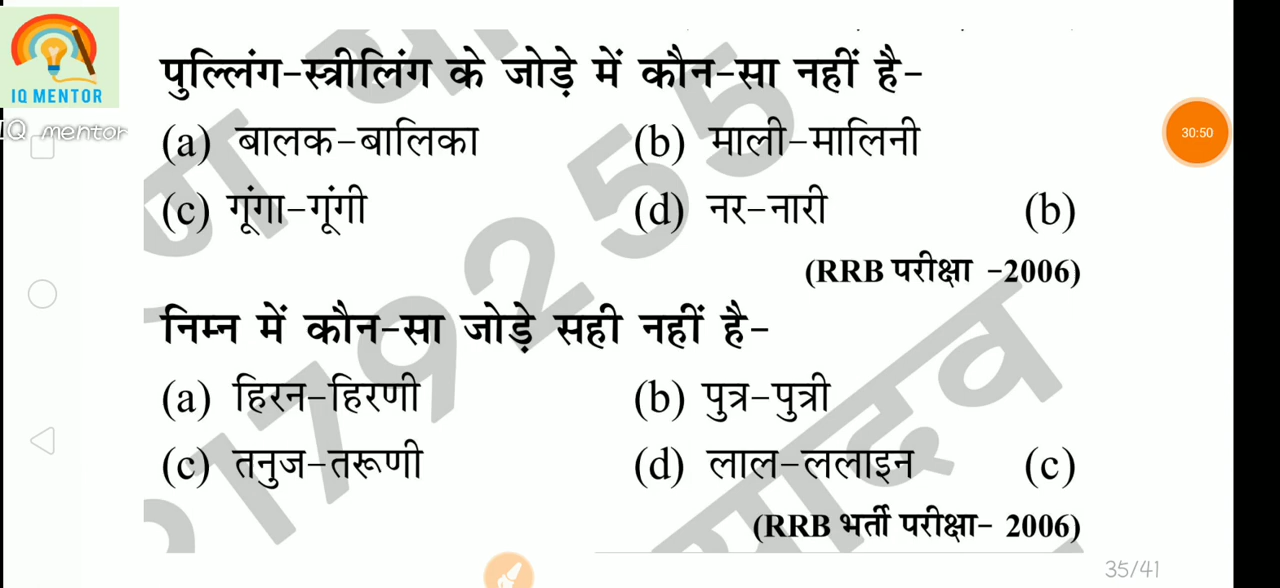 IQ MENTOR
IQ mentor
30:50
पुल्लिंग-स्त्रीलिंग के जोड़े में कौन-सा नहीं है-
(a) बालक-बालिका (b) माली-मालिनी
(c) गूंगा-गूंगी (d) नर-नारी (b)
(RRB परीक्षा -2006)
निम्न में कौन-सा जोड़े सही नहीं है-
(a) हिरन-हिरणी (b) पुत्र-पुत्री
(c) तनुज-तरूणी (d) लाल-ललाइन (c)
(RRB भर्ती परीक्षा- 2006)
35/41